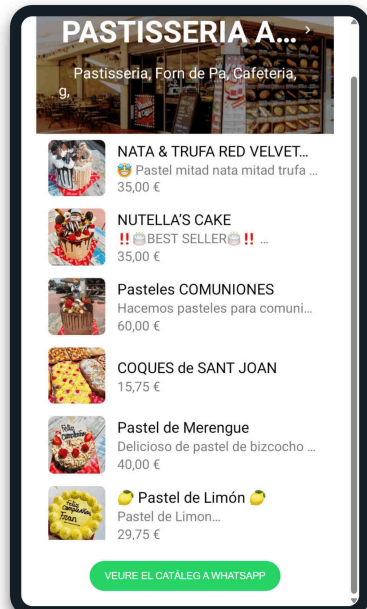 PASTISSERIA A...
Pastisseria, Forn de Pa, Cafeteria,
g,
NATA & TRUFA RED VELVET...
🤠 Pastel mitad nata mitad trufa ...
35,00 €
NUTELLA'S CAKE
‼️🎂BEST SELLER🎂‼️ ...
35,00 €
Pasteles COMUNIONES
Hacemos pasteles para comuni...
60,00 €
COQUES de SANT JOAN
15,75 €
Pastel de Merengue
Delicioso de pastel de bizcocho ...
40,00 €
🍋 Pastel de Limón 🍋
Pastel de Limon...
29,75 €
VEURE EL CATÀLEG A WHATSAPP